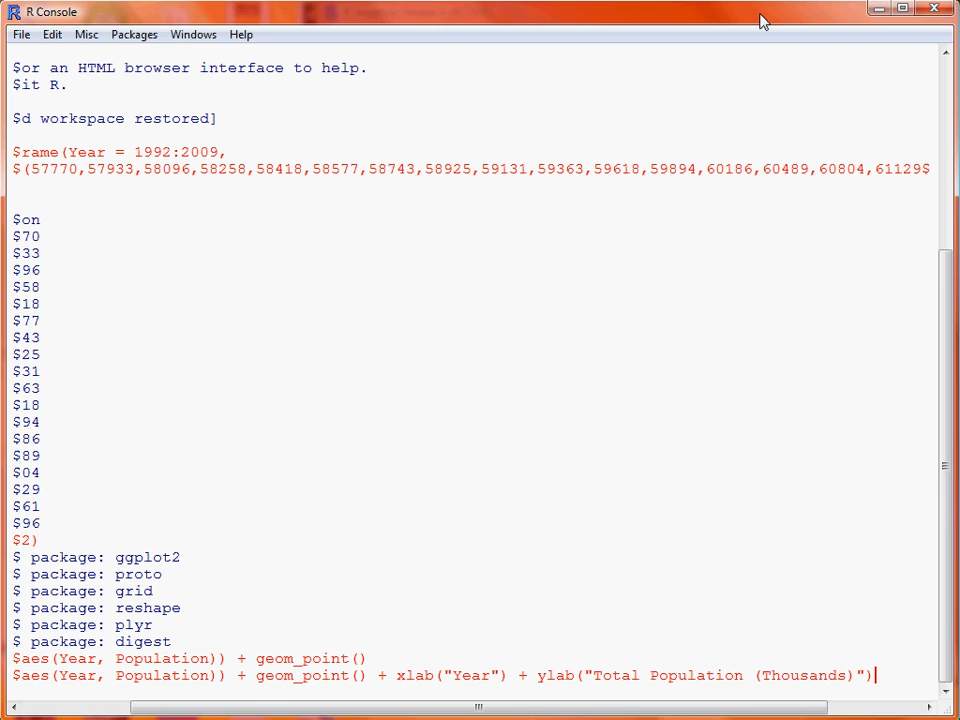 R Console
File Edit Misc Packages Windows Help
$or an HTML browser interface to help.
$it R.
$d workspace restored]
$rame(Year = 1992:2009,
$(57770,57933,58096,58258,58418,58577,58743,58925,59131,59363,59618,59894,60186,60489,60804,61129$
$on
$70
$33
$96
$58
$18
$77
$43
$25
$31
$63
$18
$94
$86
$89
$04
$29
$61
$96
$2)
$ package: ggplot2
$ package: proto
$ package: grid
$ package: reshape
$ package: plyr
$ package: digest
$aes(Year, Population)) + geom_point()
$aes(Year, Population)) + geom_point() + xlab("Year") + ylab("Total Population (Thousands)")